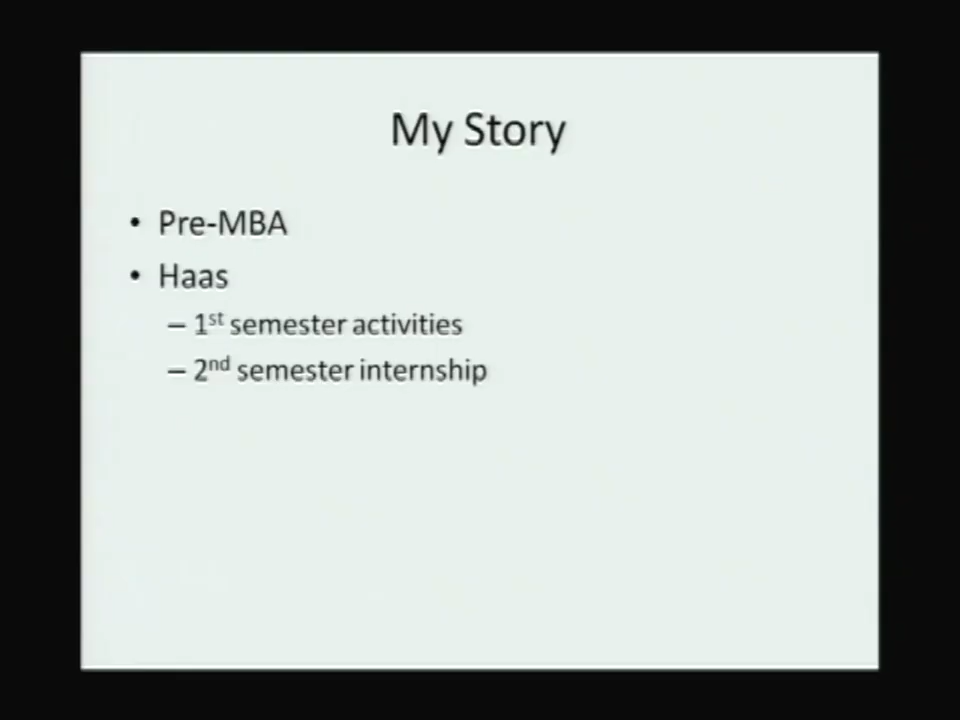 My Story
• Pre-MBA
• Haas
– 1st semester activities
– 2nd semester internship